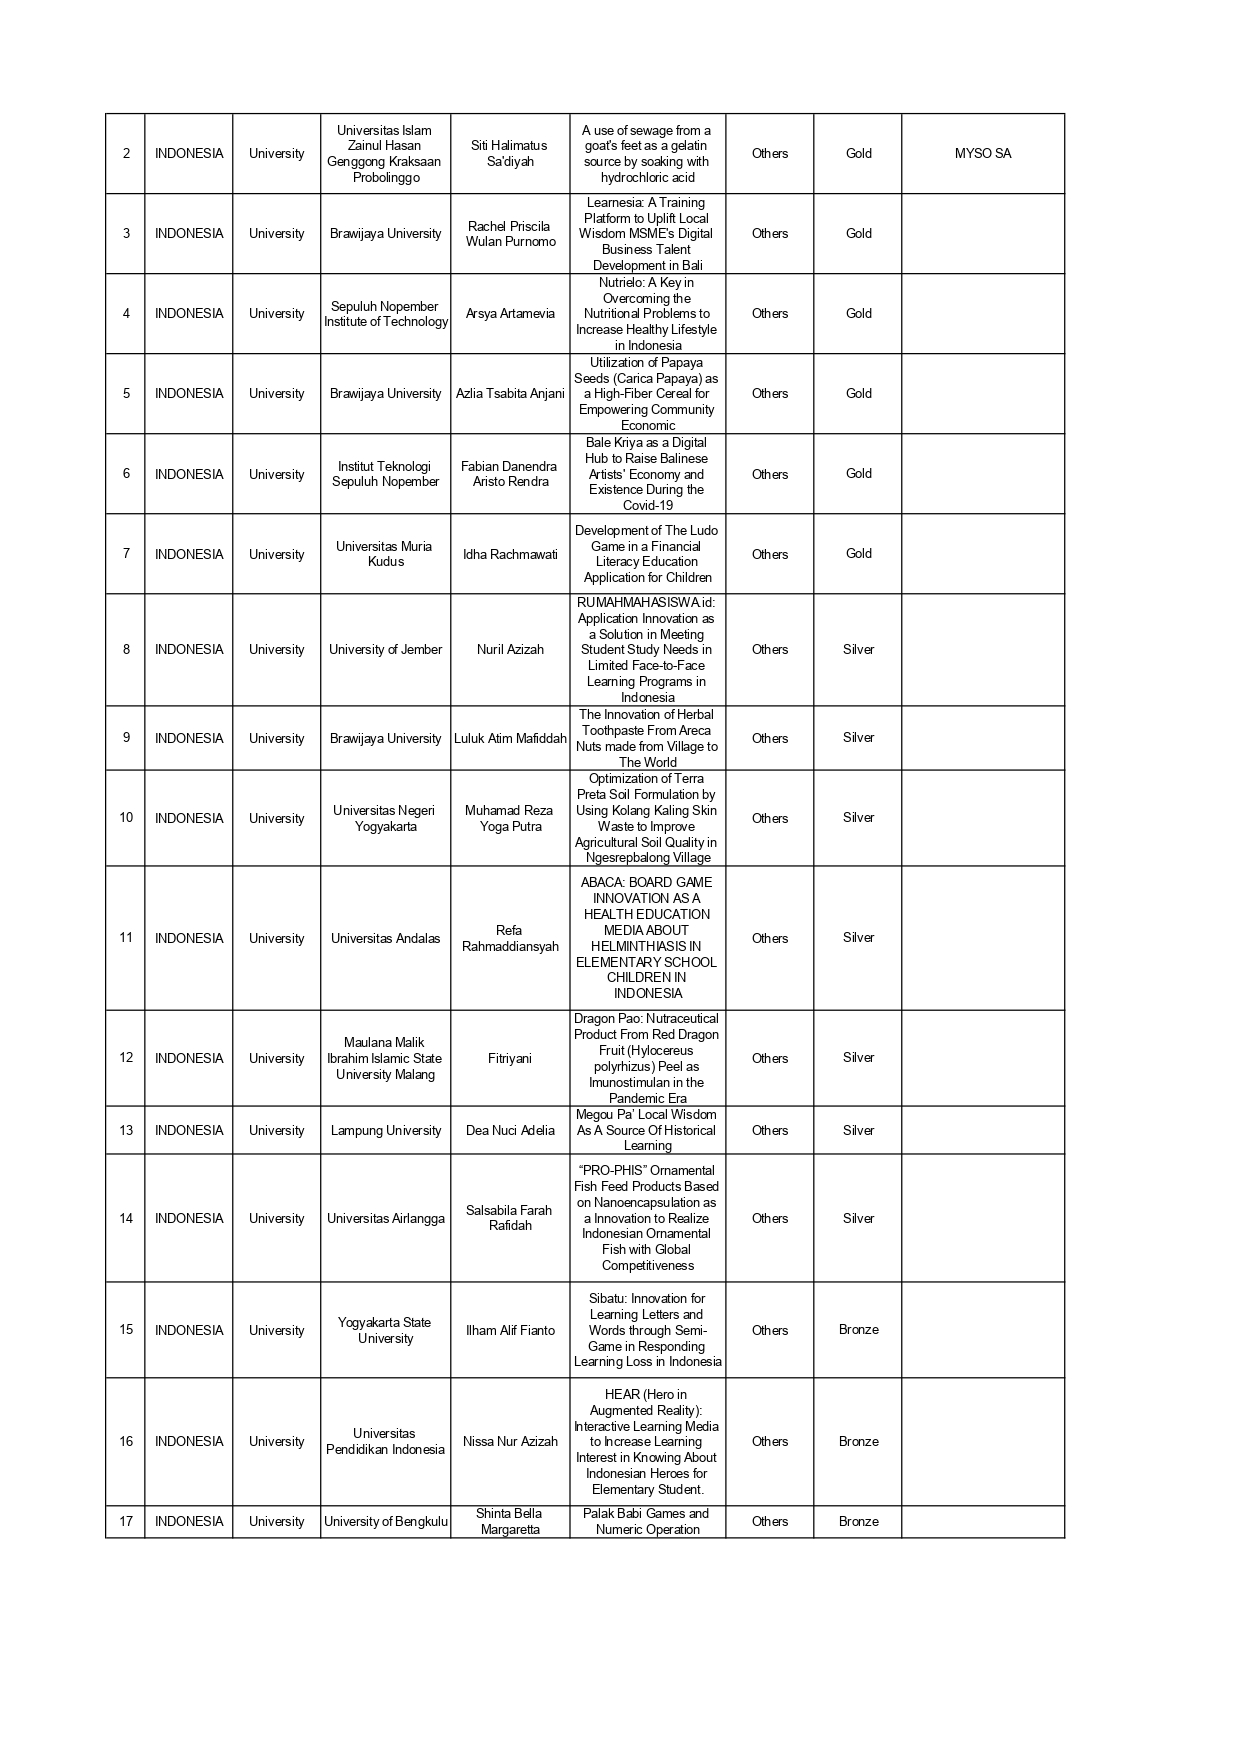 2 INDONESIA University Universitas Islam Zainul Hasan Genggong Kraksaan Probolinggo Siti Halimatus Sa'diyah A use of sewage from a goat's feet as a gelatin source by soaking with hydrochloric acid Others Gold MYSO SA
3 INDONESIA University Brawijaya University Rachel Priscila Wulan Purnomo Learnesia: A Training Platform to Uplift Local Wisdom MSME's Digital Business Talent Development in Bali Others Gold
4 INDONESIA University Sepuluh Nopember Institute of Technology Arsya Artamevia Nutrielo: A Key in Overcoming the Nutritional Problems to Increase Healthy Lifestyle in Indonesia Others Gold
5 INDONESIA University Brawijaya University Azlia Tsabita Anjani Utilization of Papaya Seeds (Carica Papaya) as a High-Fiber Cereal for Empowering Community Economic Others Gold
6 INDONESIA University Institut Teknologi Sepuluh Nopember Fabian Danendra Aristo Rendra Bale Kriya as a Digital Hub to Raise Balinese Artists' Economy and Existence During the Covid-19 Others Gold
7 INDONESIA University Universitas Muria Kudus Idha Rachmawati Development of The Ludo Game in a Financial Literacy Education Application for Children Others Gold
8 INDONESIA University University of Jember Nuril Azizah RUMAHMAHASISWA.id: Application Innovation as a Solution in Meeting Student Study Needs in Limited Face-to-Face Learning Programs in Indonesia Others Silver
9 INDONESIA University Brawijaya University Luluk Atim Mafiddah The Innovation of Herbal Toothpaste From Areca Nuts made from Village to The World Others Silver
10 INDONESIA University Universitas Negeri Yogyakarta Muhamad Reza Yoga Putra Optimization of Terra Preta Soil Formulation by Using Kolang Kaling Skin Waste to Improve Agricultural Soil Quality in Ngesrepbalong Village Others Silver
11 INDONESIA University Universitas Andalas Refa Rahmaddiansyah ABACA: BOARD GAME INNOVATION AS A HEALTH EDUCATION MEDIA ABOUT HELMINTHIASIS IN ELEMENTARY SCHOOL CHILDREN IN INDONESIA Others Silver
12 INDONESIA University Maulana Malik Ibrahim Islamic State University Malang Fitriyani Dragon Pao: Nutraceutical Product From Red Dragon Fruit (Hylocereus polyrhizus) Peel as Imunostimulan in the Pandemic Era Others Silver
13 INDONESIA University Lampung University Dea Nuci Adelia Megou Pa' Local Wisdom As A Source Of Historical Learning Others Silver
14 INDONESIA University Universitas Airlangga Salsabila Farah Rafidah “PRO-PHIS” Ornamental Fish Feed Products Based on Nanoencapsulation as a Innovation to Realize Indonesian Ornamental Fish with Global Competitiveness Others Silver
15 INDONESIA University Yogyakarta State University Ilham Alif Fianto Sibatu: Innovation for Learning Letters and Words through Semi-Game in Responding Learning Loss in Indonesia Others Bronze
16 INDONESIA University Universitas Pendidikan Indonesia Nissa Nur Azizah HEAR (Hero in Augmented Reality): Interactive Learning Media to Increase Learning Interest in Knowing About Indonesian Heroes for Elementary Student. Others Bronze
17 INDONESIA University University of Bengkulu Shinta Bella Margaretta Palak Babi Games and Numeric Operation Others Bronze